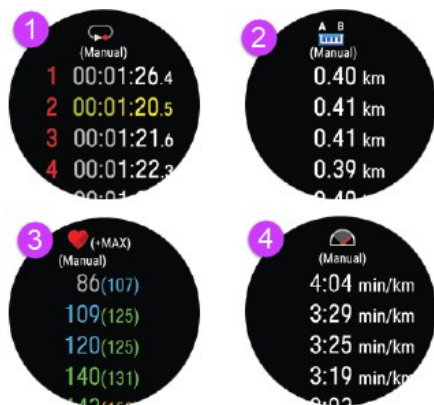 1
(Manual)
1 00:01:26.4
2 00:01:20.5
3 00:01:21.6
4 00:01:22.3
2
A B
(Manual)
0.40 km
0.41 km
0.41 km
0.39 km
3
(+MAX)
(Manual)
86(107)
109(125)
120(125)
140(131)
4
(Manual)
4:04 min/km
3:29 min/km
3:25 min/km
3:19 min/km